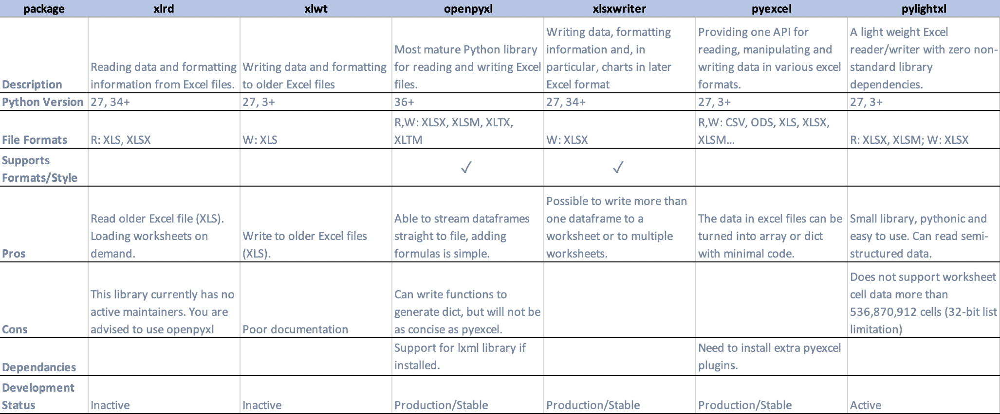 package xlrd xlwt openpyxl xlsxwriter pyexcel pylightxl
Description
Reading data and formatting
information from Excel files.
Writing data and formatting
to older Excel files
Most mature Python library
for reading and writing Excel
files.
Writing data, formatting
information and, in
particular, charts in later
Excel format
Providing one API for
reading, manipulating and
writing data in various excel
formats.
A light weight Excel
reader/writer with zero non-
standard library
dependencies.
Python Version 27, 34+ 27, 3+ 36+ 27, 34+ 27, 3+ 27, 3+
File Formats
R: XLS, XLSX
W: XLS
R,W: XLSX, XLSM, XLTX,
XLTM
W: XLSX
R,W: CSV, ODS, XLS, XLSX,
XLSM...
R: XLSX, XLSM; W: XLSX
Supports
Formats/Style
✓ ✓
Pros
Read older Excel file (XLS).
Loading worksheets on
demand.
Write to older Excel files
(XLS).
Able to stream dataframes
straight to file, adding
formulas is simple.
Possible to write more than
one dataframe to a
worksheet or to multiple
worksheets.
The data in excel files can be
turned into array or dict
with minimal code.
Small library, pythonic and
easy to use. Can read semi-
structured data.
Cons
This library currently has no
active maintainers. You are
advised to use openpyxl
Poor documentation
Can write functions to
generate dict, but will not be
as concise as pyexcel.
Does not support worksheet
cell data more than
536,870,912 cells (32-bit list
limitation)
Dependancies
Support for lxml library if
installed.
Need to install extra pyexcel
plugins.
Development
Status
Inactive
Inactive
Production/Stable
Production/Stable
Production/Stable
Active